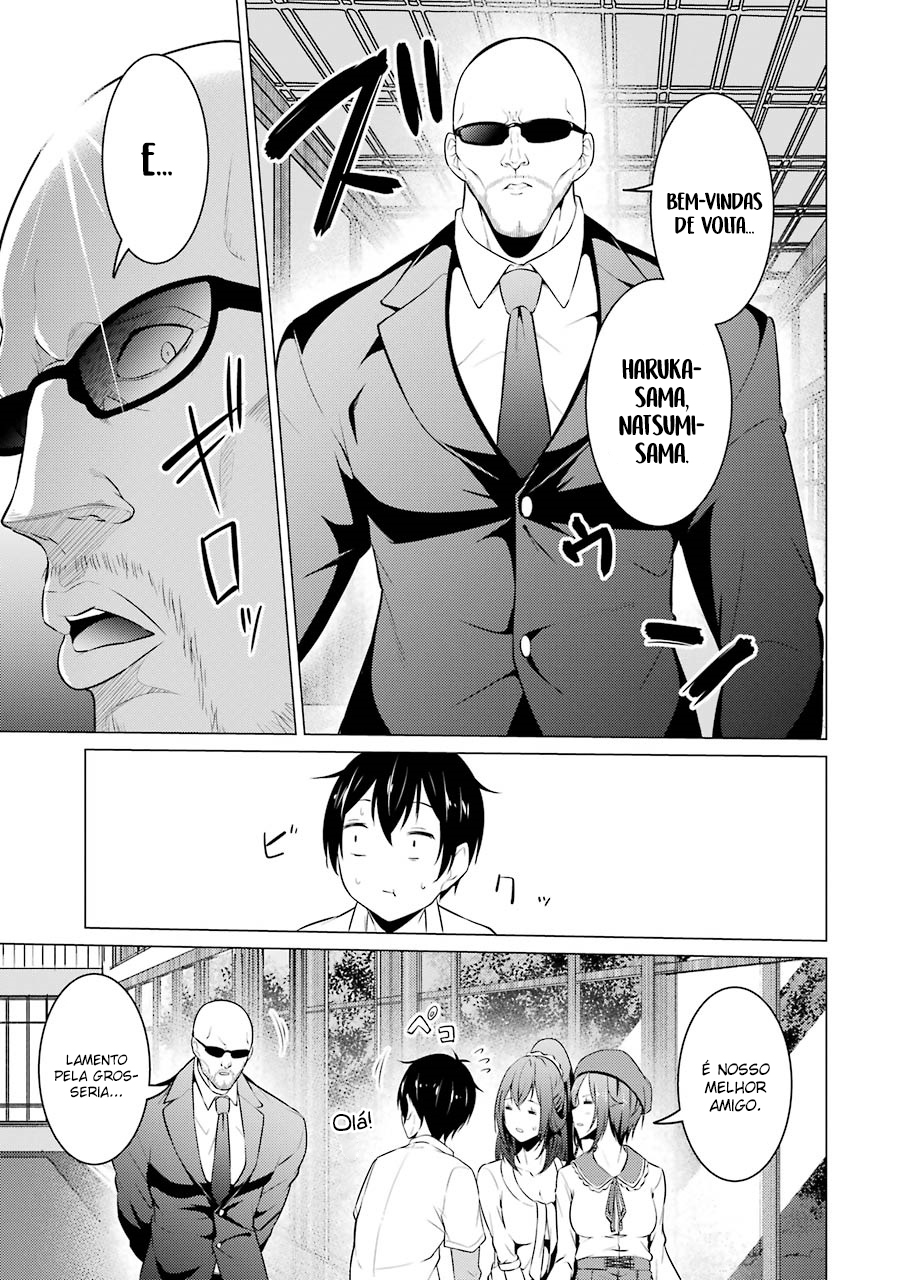 ズッ
BEM-VINDAS
DE VOLTA...
HARUKA-
SAMA,
NATSUMI-
SAMA.
ヴ
E...
ギロッ
ビ
ク
ペコ
É NOSSO
MELHOR
AMIGO.
Olá!
LAMENTO
PELA GROS-
SERIA...